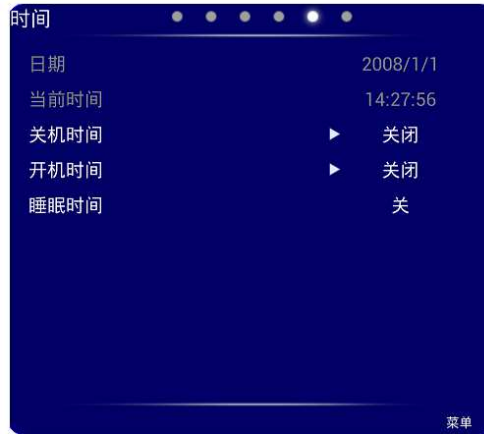 时间
日期 2008/1/1
当前时间 14:27:56
关机时间 ▶ 关闭
开机时间 ▶ 关闭
睡眠时间 关
菜单